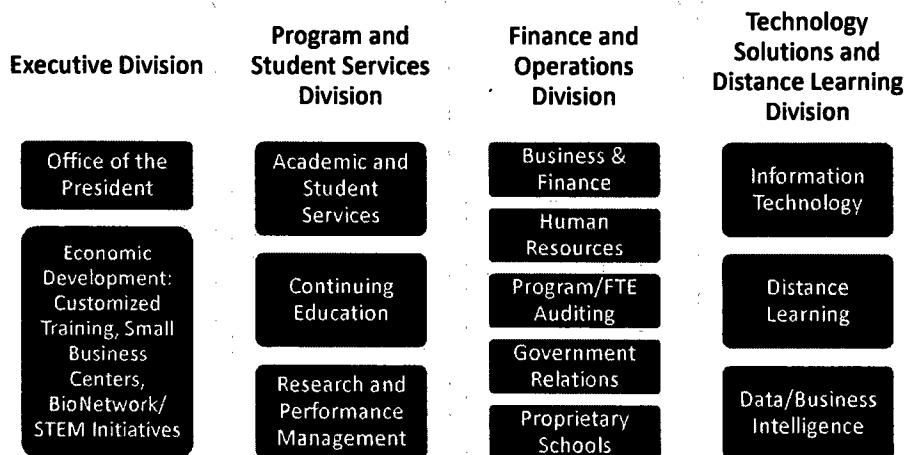 Executive Division
Program and
Student Services
Division
Finance and
Operations
Division
Technology
Solutions and
Distance Learning
Division
Office of the
President
Economic
Development:
Customized
Training, Small
Business
Centers,
BioNetwork/
STEM Initiatives
Academic and
Student
Services
Continuing
Education
Research and
Performance
Management
Business &
Finance
Human
Resources
Program/FTE
Auditing
Government
Relations
Proprietary
Schools
Information
Technology
Distance
Learning
Data/Business
Intelligence